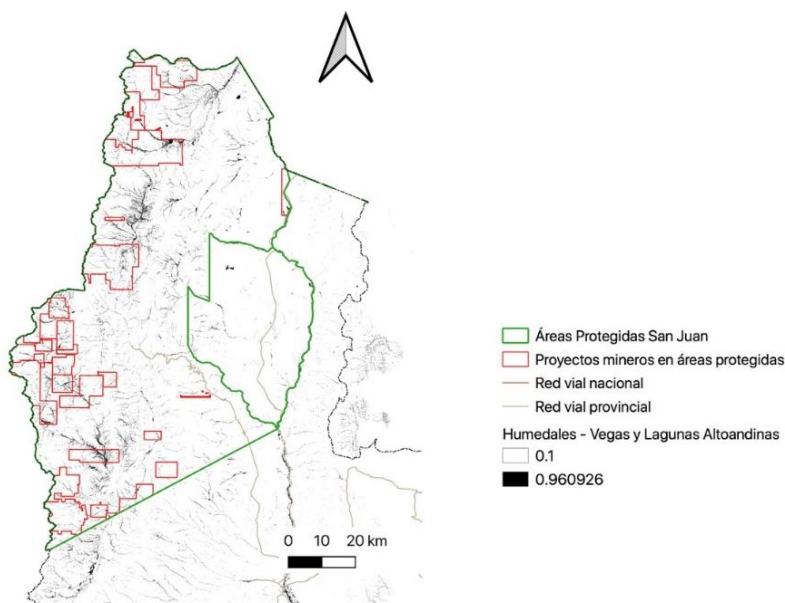 Áreas Protegidas San Juan
Proyectos mineros en áreas protegidas
Red vial nacional
Red vial provincial
Humedales - Vegas y Lagunas Altoandinas
0.1
0.960926
0 10 20 km